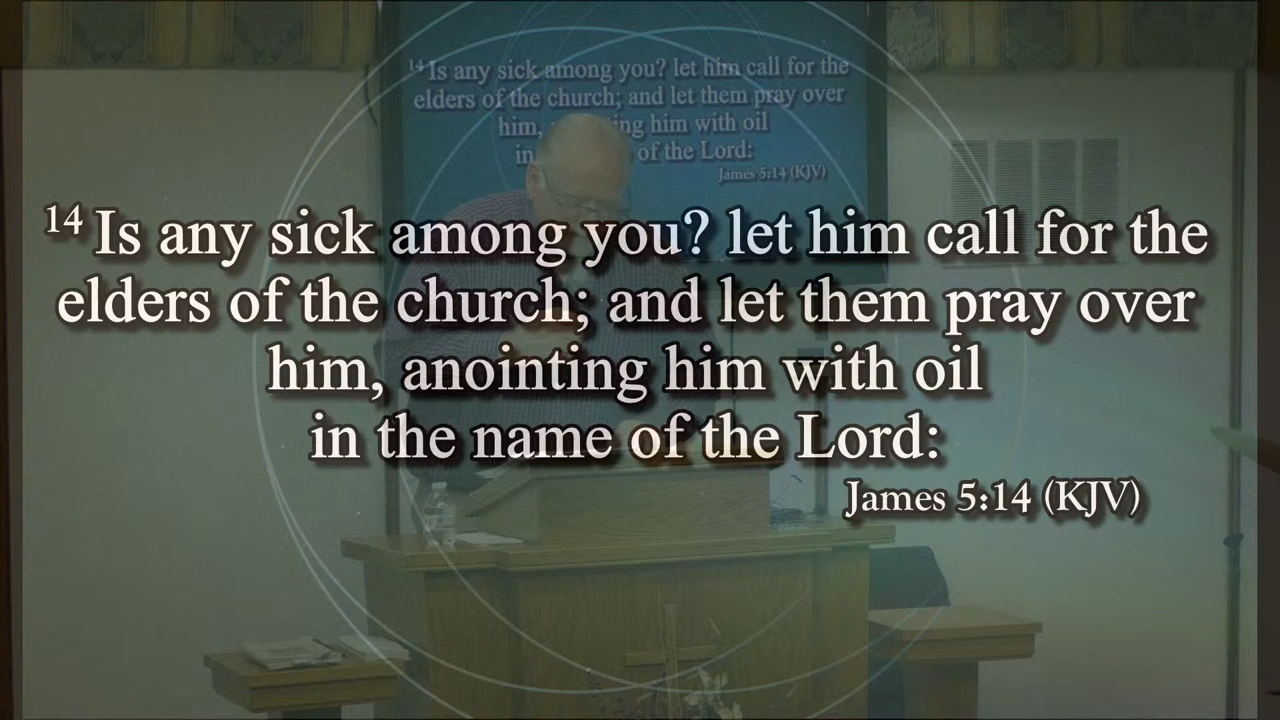 14 Is any sick among you? let him call for the
elders of the church; and let them pray over
him, ing him with oil
in of the Lord:
James 5:14 (KJV)
14 Is any sick among you? let him call for the
elders of the church; and let them pray over
him, anointing him with oil
in the name of the Lord:
James 5:14 (KJV)